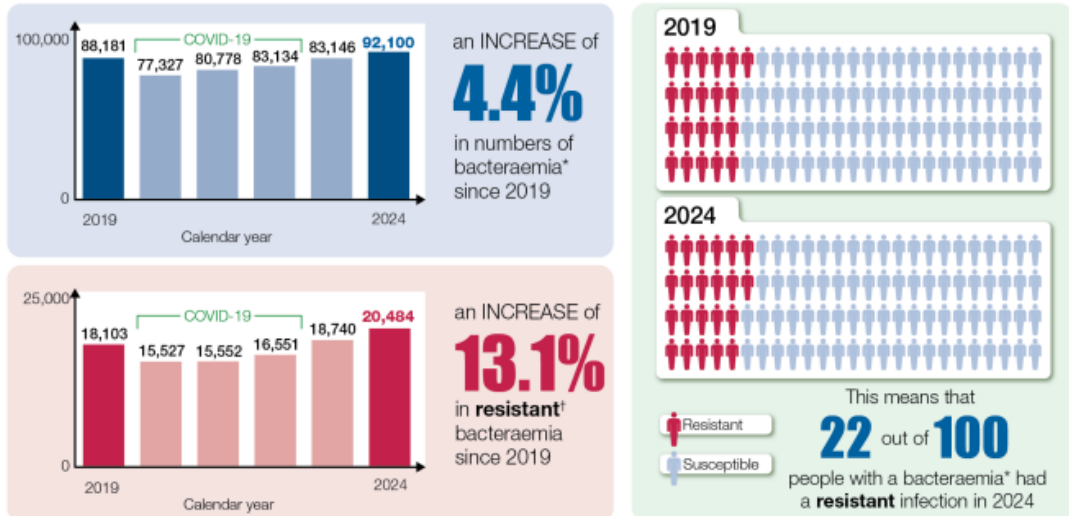 100,000
88,181
COVID-19
77,327
80,778
83,134
83,146
92,100
0
2019
2024
Calendar year
an INCREASE of
4.4%
in numbers of
bacteraemia*
since 2019
25,000
18,103
COVID-19
15,527
15,552
16,551
18,740
20,484
0
2019
2024
Calendar year
an INCREASE of
13.1%
in resistant†
bacteraemia
since 2019
2019
2024
Resistant
Susceptible
This means that
22 out of 100
people with a bacteraemia* had
a resistant infection in 2024